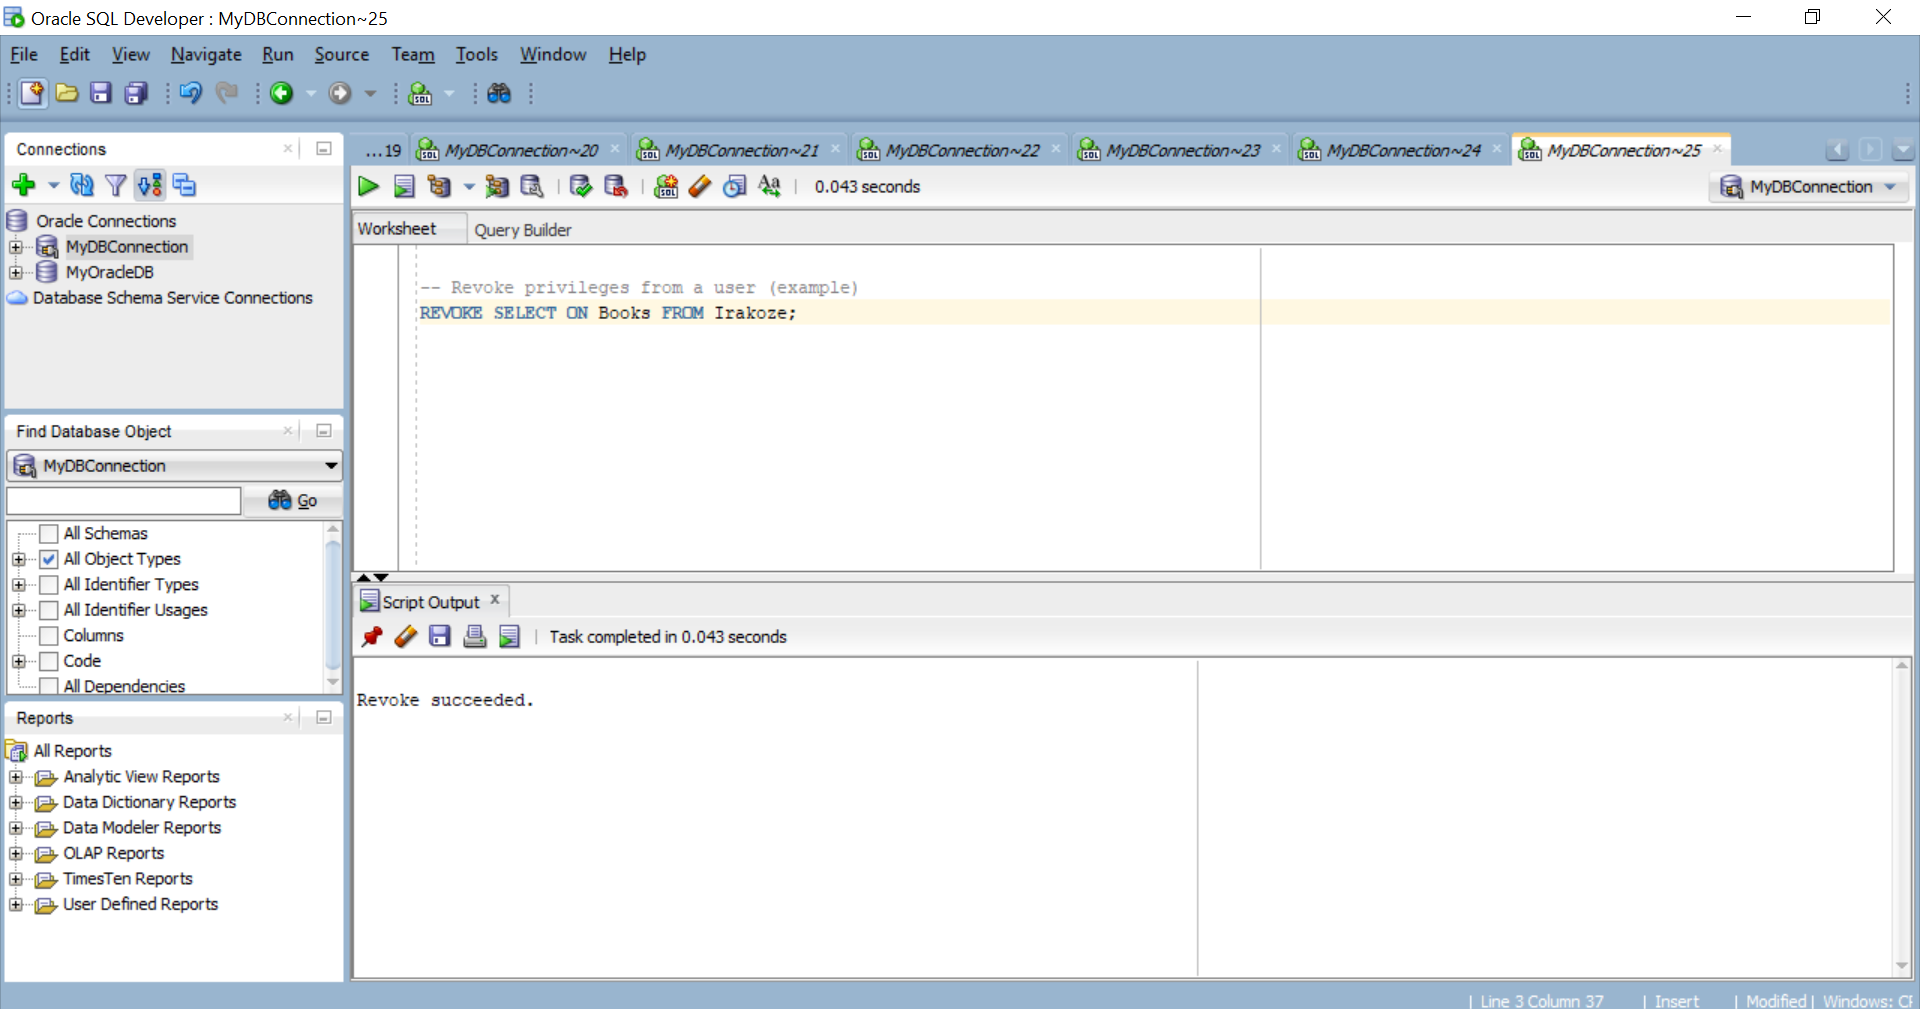 Oracle SQL Developer : MyDBConnection~25
File Edit View Navigate Run Source Team Tools Window Help
SQL
Connections
Oracle Connections
MyDBConnection
MyOracleDB
Database Schema Service Connections
Find Database Object
MyDBConnection
Go
All Schemas
All Object Types
All Identifier Types
All Identifier Usages
Columns
Code
All Dependencies
Reports
All Reports
Analytic View Reports
Data Dictionary Reports
Data Modeler Reports
OLAP Reports
TimesTen Reports
User Defined Reports
...19 MyDBConnection~20 MyDBConnection~21 MyDBConnection~22 MyDBConnection~23 MyDBConnection~24 MyDBConnection~25
0.043 seconds MyDBConnection
Worksheet Query Builder
-- Revoke privileges from a user (example)
REVOKE SELECT ON Books FROM Irakoze;
Script Output
Task completed in 0.043 seconds
Revoke succeeded.
| Line 3 Column 37 | Insert | Modified | Windows: CF